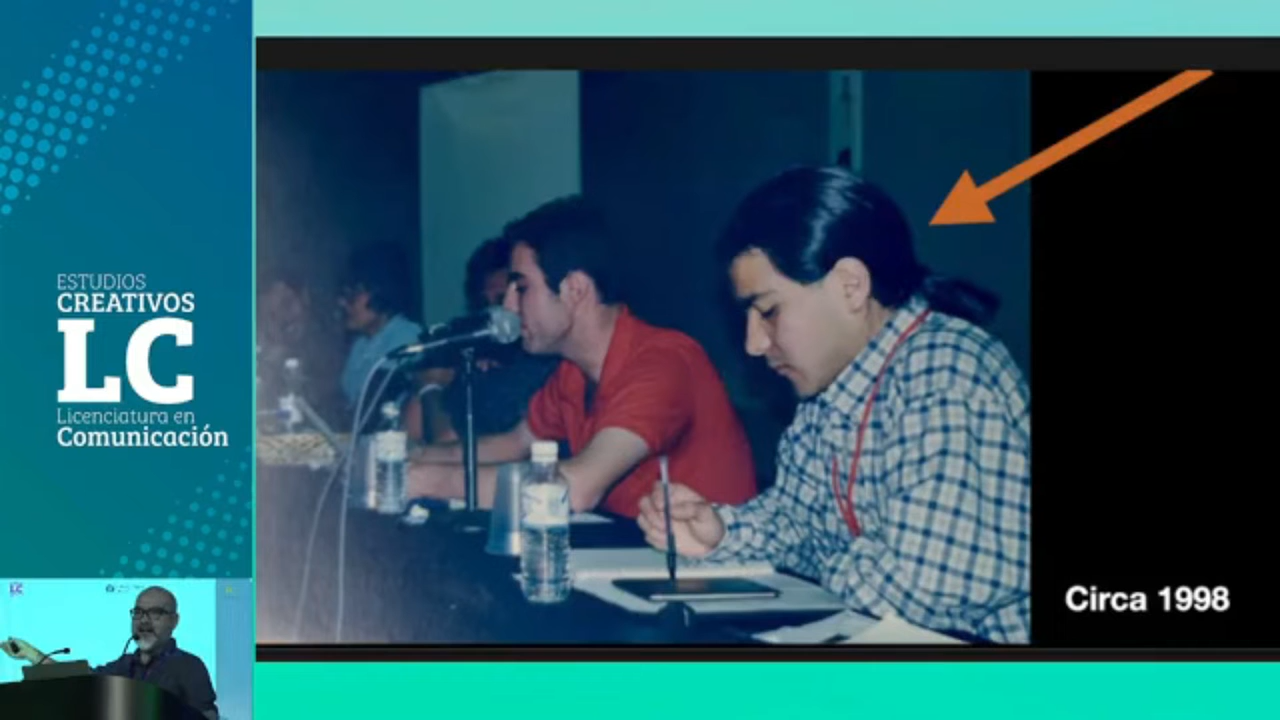 ESTUDIOS
CREATIVOS
LC
Licenciatura en
Comunicación
Circa 1998